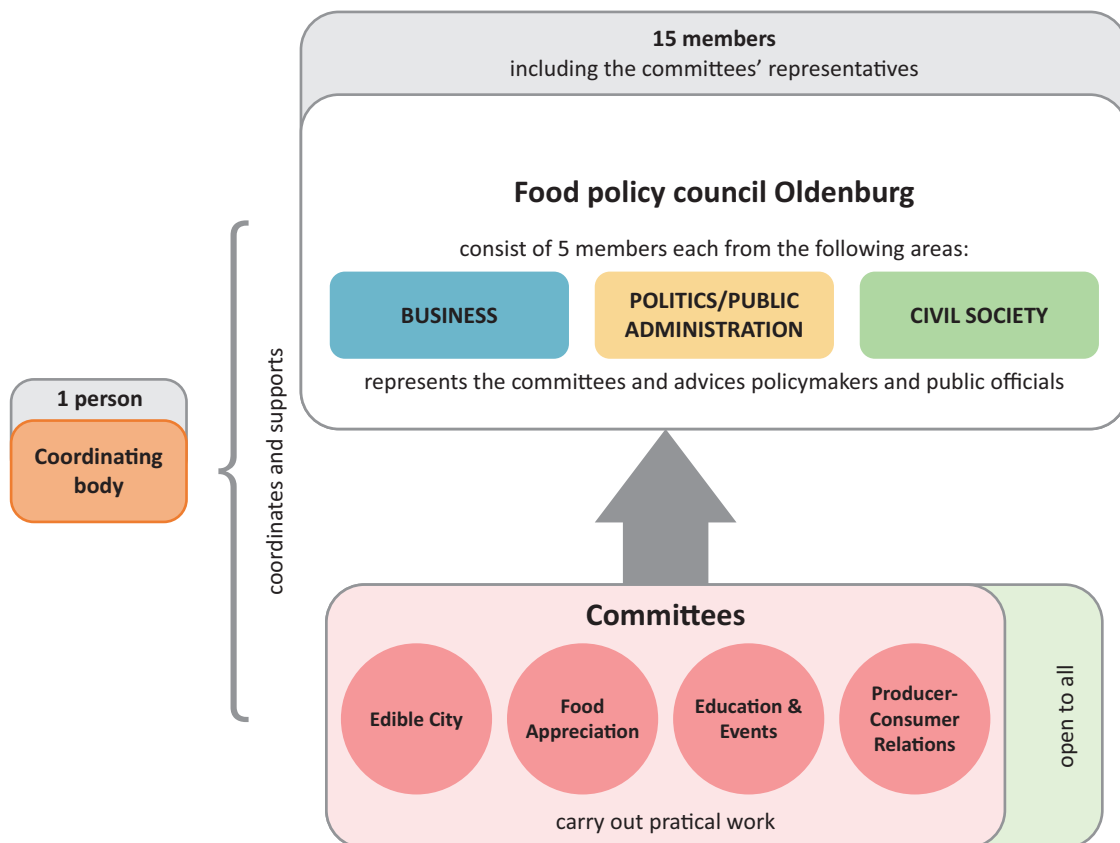 15 members
including the committees’ representatives
Food policy council Oldenburg
consist of 5 members each from the following areas:
BUSINESS
POLITICS/PUBLIC
ADMINISTRATION
CIVIL SOCIETY
represents the committees and advices policymakers and public officials
1 person
Coordinating
body
coordinates and supports
Committees
Edible City
Food
Appreciation
Education &
Events
Producer-
Consumer
Relations
carry out pratical work
open to all